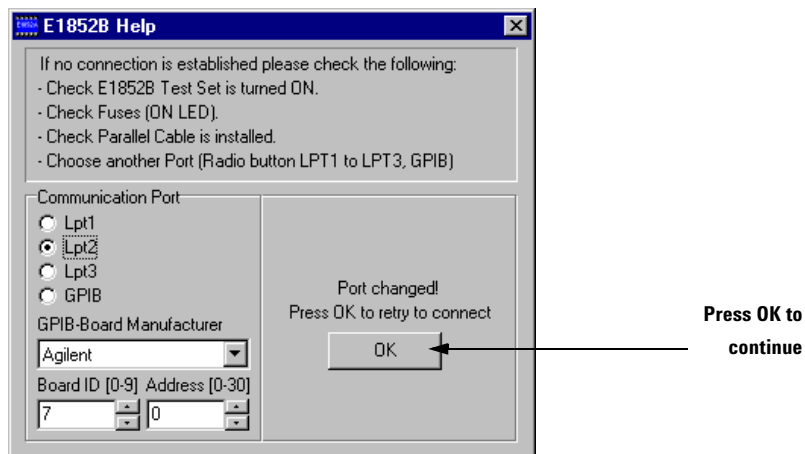 E1852B Help
If no connection is established please check the following:
- Check E1852B Test Set is turned ON.
- Check Fuses (ON LED).
- Check Parallel Cable is installed.
- Choose another Port (Radio button LPT1 to LPT3, GPIB)
Communication Port
Lpt1
Lpt2
Lpt3
GPIB
GPIB-Board Manufacturer
Agilent
Board ID [0-9] Address [0-30]
7 0
Port changed!
Press OK to retry to connect
OK
Press OK to
continue